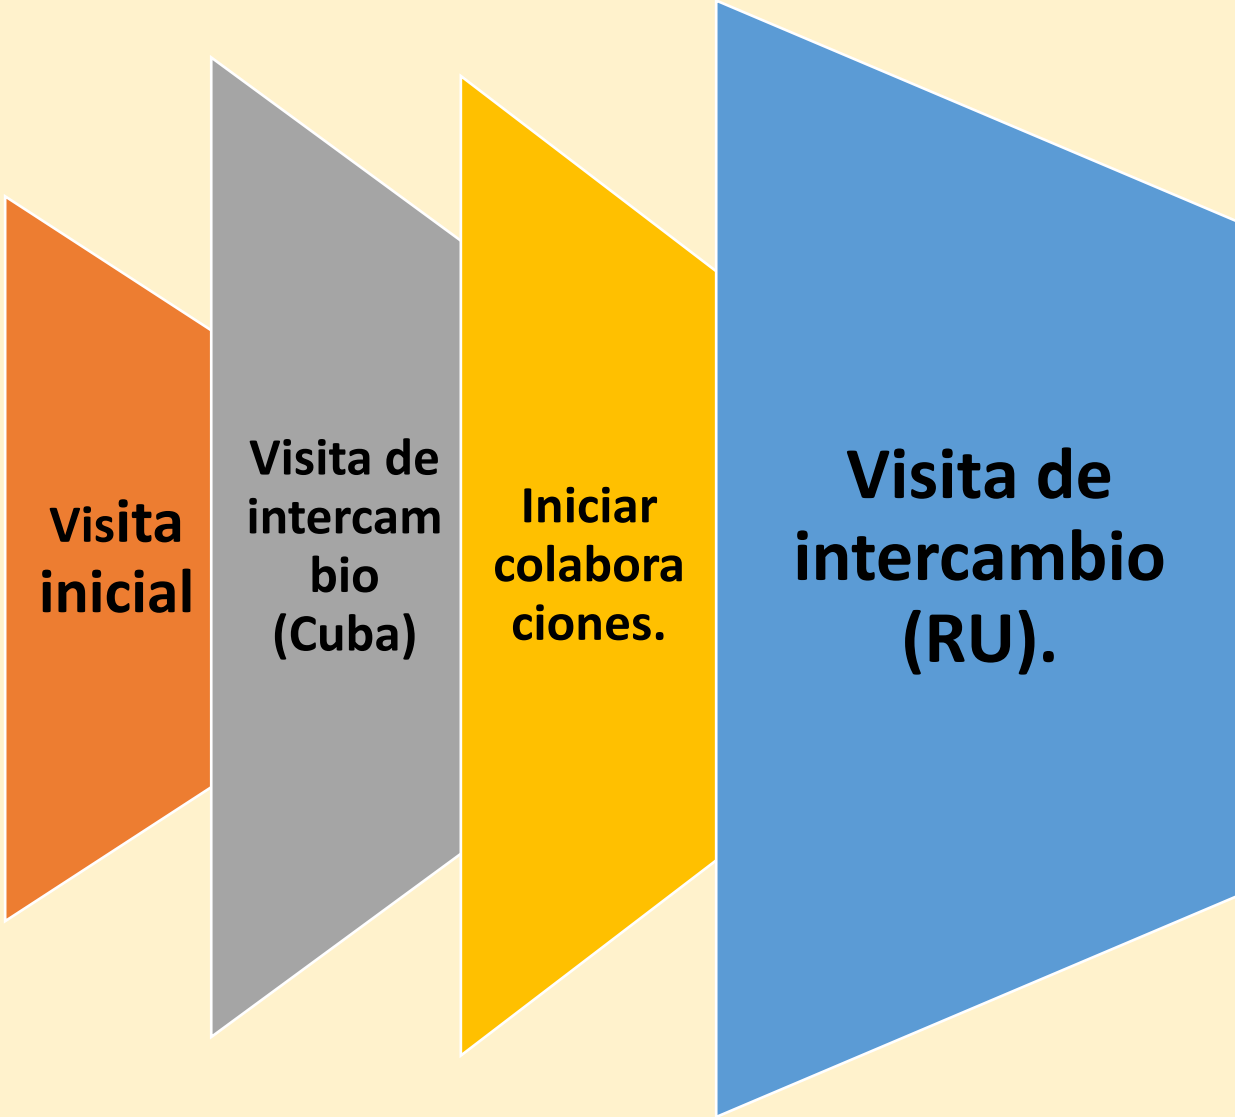 Visita
inicial
Visita de
intercam
bio
(Cuba)
Iniciar
colabora
ciones.
Visita de
intercambio
(RU).